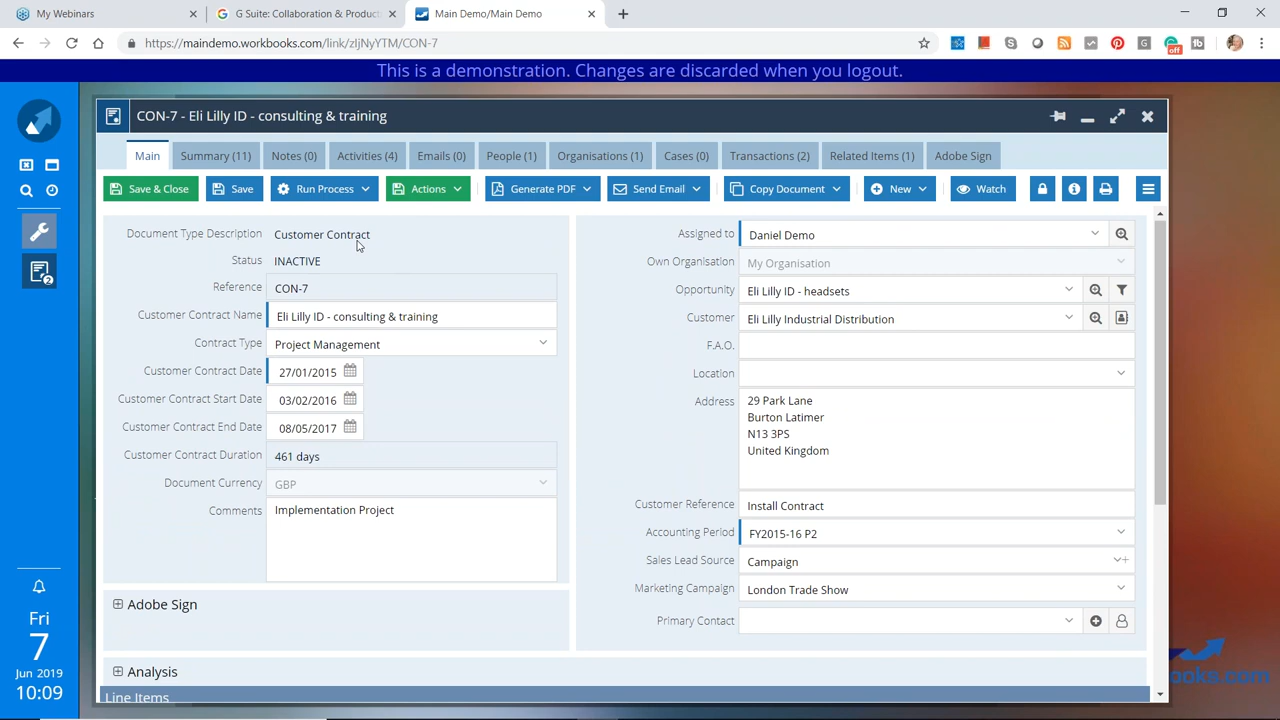 My Webinars
G Suite: Collaboration & Product
Main Demo/Main Demo
https://maindemo.workbooks.com/link/zIjNyYTM/CON-7
off
tb
This is a demonstration. Changes are discarded when you logout.
CON-7 - Eli Lilly ID - consulting & training
Main
Summary (11)
Notes (0)
Activities (4)
Emails (0)
People (1)
Organisations (1)
Cases (0)
Transactions (2)
Related Items (1)
Adobe Sign
Save & Close
Save
Run Process
Actions
Generate PDF
Send Email
Copy Document
New
Watch
Document Type Description Customer Contract
Status INACTIVE
Reference CON-7
Customer Contract Name Eli Lilly ID - consulting & training
Contract Type Project Management
Customer Contract Date 27/01/2015
Customer Contract Start Date 03/02/2016
Customer Contract End Date 08/05/2017
Customer Contract Duration 461 days
Document Currency GBP
Comments Implementation Project
Adobe Sign
Assigned to Daniel Demo
Own Organisation My Organisation
Opportunity Eli Lilly ID - headsets
Customer Eli Lilly Industrial Distribution
F.A.O.
Location
Address 29 Park Lane
Burton Latimer
N13 3PS
United Kingdom
Customer Reference Install Contract
Accounting Period FY2015-16 P2
Sales Lead Source Campaign
Marketing Campaign London Trade Show
Primary Contact
Analysis
Line Items
2
Fri
7
Jun 2019
10:09
ooks.com